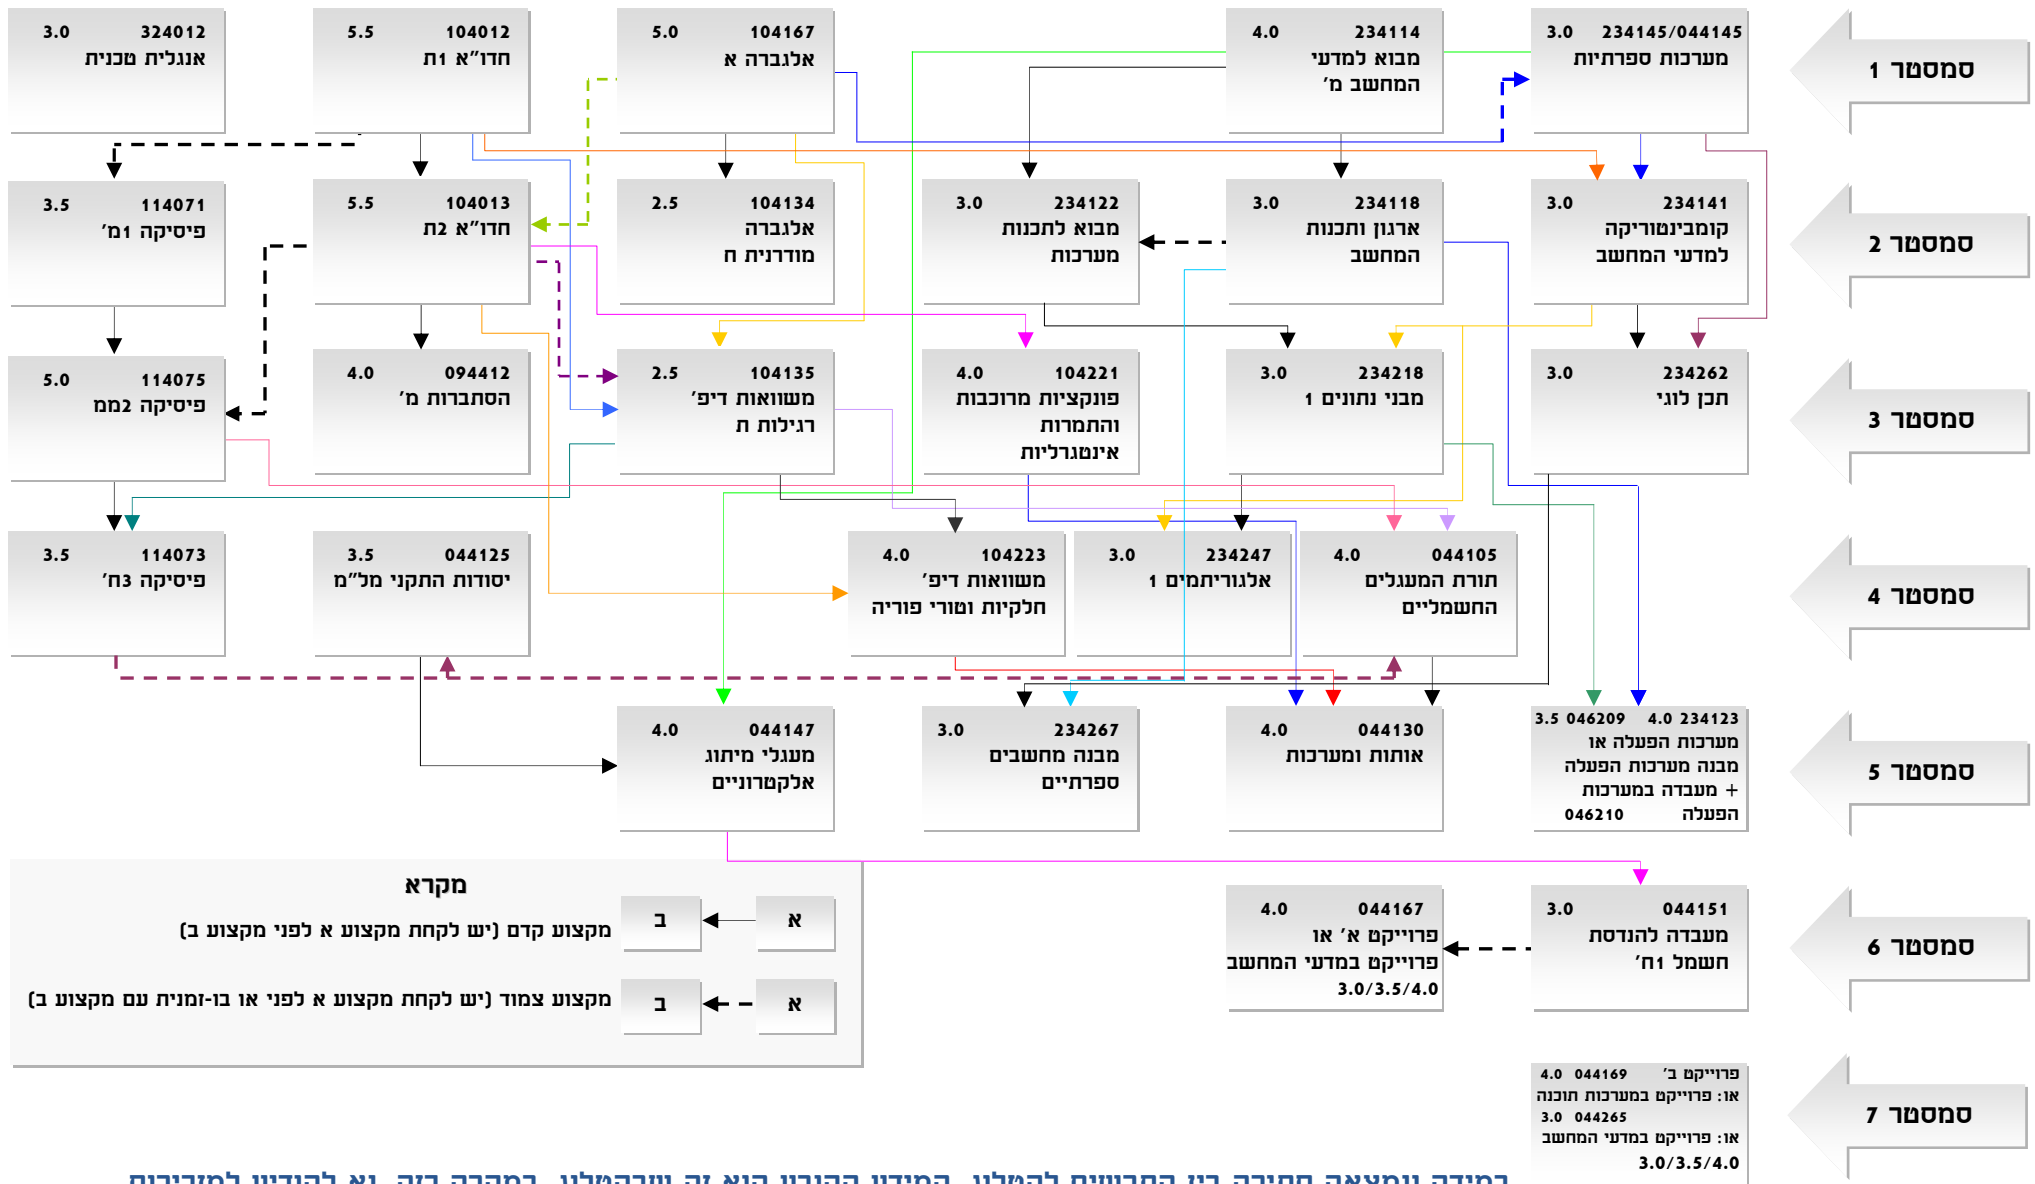 סמסטר 1
234145/044145 3.0
מערכות ספרתיות
234114 4.0
מבוא למדעי
המחשב מ'
104167 5.0
אלגברה א
104012 5.5
חדו"א 1ת
324012 3.0
אנגלית טכנית
סמסטר 2
234141 3.0
קומבינטוריקה
למדעי המחשב
234118 3.0
ארגון ותכנות
המחשב
234122 3.0
מבוא לתכנות
מערכות
104134 2.5
אלגברה
מודרנית ח
104013 5.5
חדו"א 2ת
114071 3.5
פיסיקה 1מ'
סמסטר 3
234262 3.0
תכן לוגי
234218 3.0
מבני נתונים 1
104221 4.0
פונקציות מרוכבות
והתמרות
אינטגרליות
104135 2.5
משוואות דיפ'
רגילות ת
094412 4.0
הסתברות מ'
114075 5.0
פיסיקה 2ממ
סמסטר 4
044105 4.0
תורת המעגלים
החשמליים
234247 3.0
אלגוריתמים 1
104223 4.0
משוואות דיפ'
חלקיות וטורי פוריה
044125 3.5
יסודות התקני מל"מ
114073 3.5
פיסיקה 3ח'
סמסטר 5
234123 4.0 046209 3.5
מערכות הפעלה או
מבנה מערכות הפעלה
+ מעבדה במערכות
הפעלה 046210
044130 4.0
אותות ומערכות
234267 3.0
מבנה מחשבים
ספרתיים
044147 4.0
מעגלי מיתוג
אלקטרוניים
סמסטר 6
044151 3.0
מעבדה להנדסת
חשמל 1ח'
044167 4.0
פרוייקט א' או
פרוייקט במדעי המחשב
3.0/3.5/4.0
מקרא
א ב מקצוע קדם (יש לקחת מקצוע א לפני מקצוע ב)
א ב מקצוע צמוד (יש לקחת מקצוע א לפני או בו-זמנית עם מקצוע ב)
סמסטר 7
פרוייקט ב' 044169 4.0
או: פרוייקט במערכות תוכנה
044265 3.0
או: פרוייקט במדעי המחשב
3.0/3.5/4.0